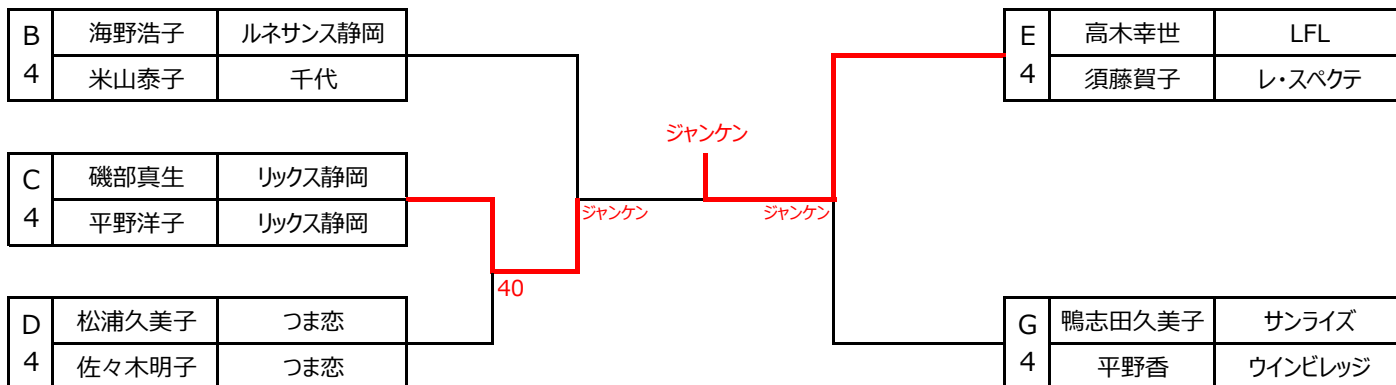 B 海野浩子 ルネサンス静岡
4 米山泰子 千代
E 高木幸世 LFL
4 須藤賀子 レ・スペクテ
ジャンケン
C 磯部真生 リックス静岡
4 平野洋子 リックス静岡
ジャンケン
ジャンケン
40
D 松浦久美子 つま恋
4 佐々木明子 つま恋
G 鴨志田久美子 サンライズ
4 平野香 ウインビレッジ